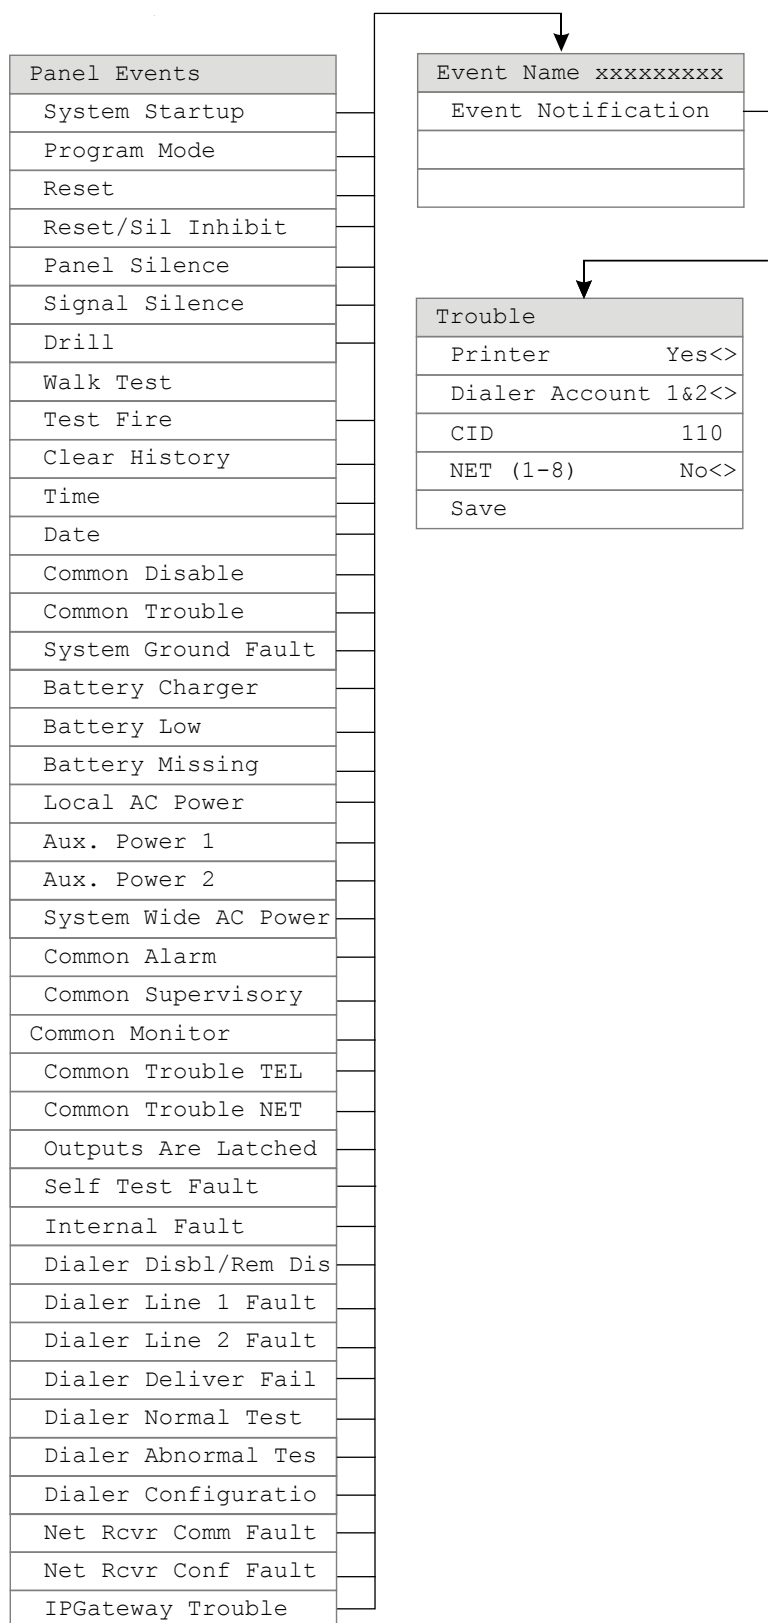 Panel Events
System Startup
Program Mode
Reset
Reset/Sil Inhibit
Panel Silence
Signal Silence
Drill
Walk Test
Test Fire
Clear History
Time
Date
Common Disable
Common Trouble
System Ground Fault
Battery Charger
Battery Low
Battery Missing
Local AC Power
Aux. Power 1
Aux. Power 2
System Wide AC Power
Common Alarm
Common Supervisory
Common Monitor
Common Trouble TEL
Common Trouble NET
Outputs Are Latched
Self Test Fault
Internal Fault
Dialer Disbl/Rem Dis
Dialer Line 1 Fault
Dialer Line 2 Fault
Dialer Deliver Fail
Dialer Normal Test
Dialer Abnormal Tes
Dialer Configuratio
Net Rcvr Comm Fault
Net Rcvr Conf Fault
IPGateway Trouble
Event Name xxxxxxxxx
Event Notification
Trouble
Printer Yes<>
Dialer Account 1&2<>
CID 110
NET (1-8) No<>
Save